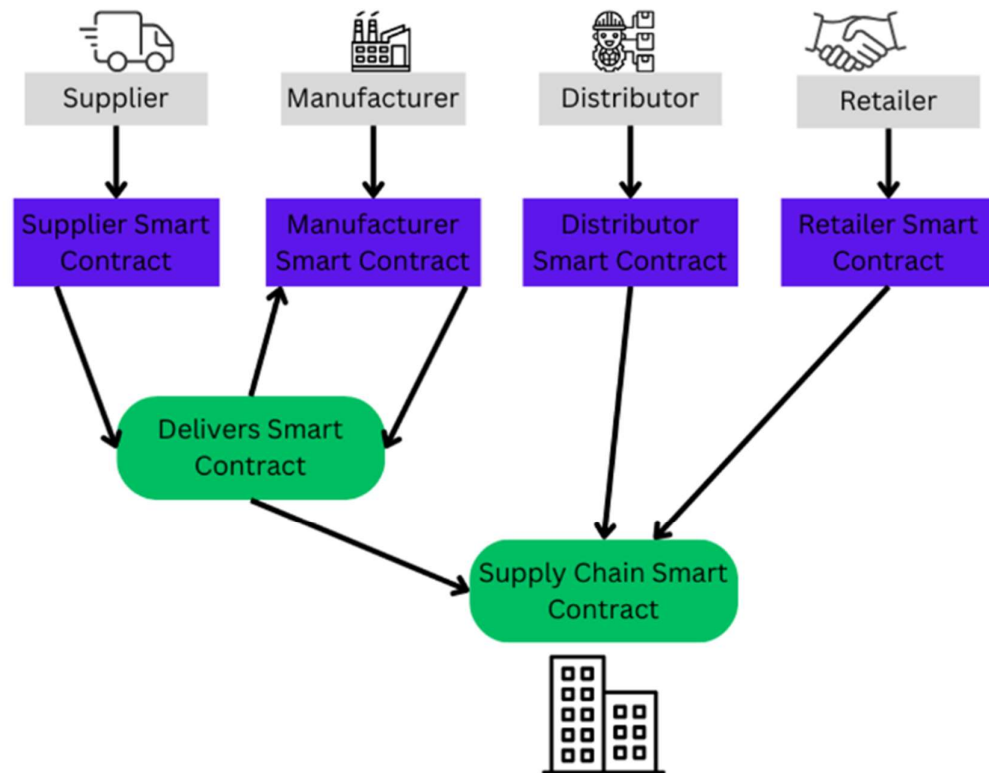 Supplier
Manufacturer
Distributor
Retailer
Supplier Smart
Contract
Manufacturer
Smart Contract
Distributor
Smart Contract
Retailer Smart
Contract
Delivers Smart
Contract
Supply Chain Smart
Contract